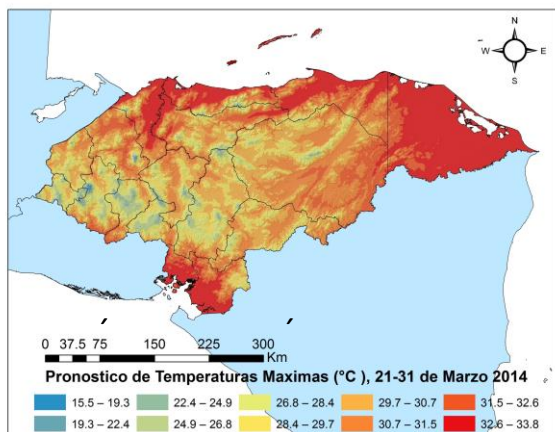 N
W E
S
0 37.5 75 150 225 300
Km
Pronostico de Temperaturas Maximas (°C ), 21-31 de Marzo 2014
15.5 – 19.3 22.4 – 24.9 26.8 – 28.4 29.7 – 30.7 31.5 – 32.6
19.3 – 22.4 24.9 – 26.8 28.4 – 29.7 30.7 – 31.5 32.6 – 33.8